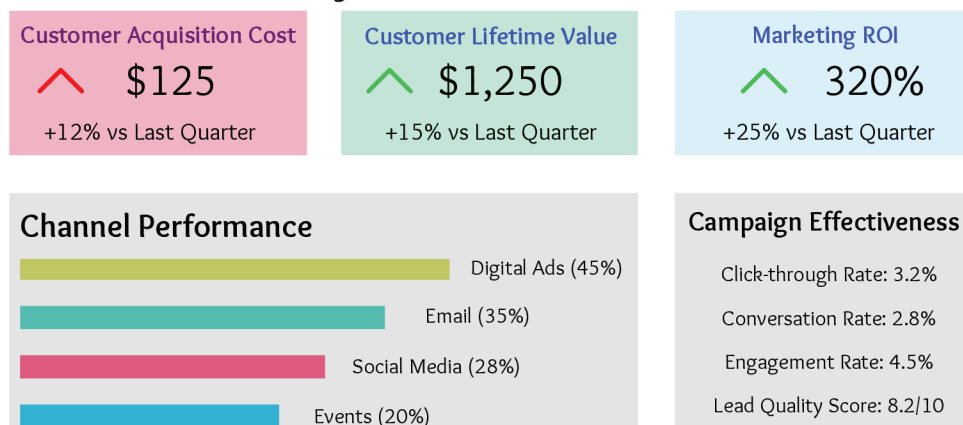 Customer Acquisition Cost
$125
+12% vs Last Quarter
Customer Lifetime Value
$1,250
+15% vs Last Quarter
Marketing ROI
320%
+25% vs Last Quarter
Channel Performance
Digital Ads (45%)
Email (35%)
Social Media (28%)
Events (20%)
Campaign Effectiveness
Click-through Rate: 3.2%
Conversation Rate: 2.8%
Engagement Rate: 4.5%
Lead Quality Score: 8.2/10